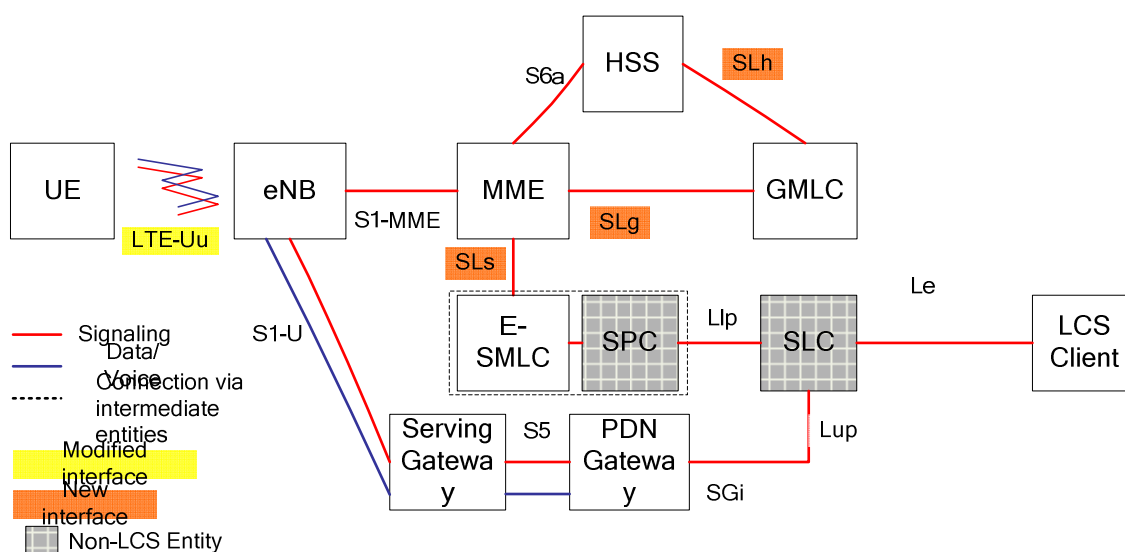 HSS
SLh
S6a
UE
eNB
MME
GMLC
S1-MME
SLg
LTE-Uu
SLs
Le
Signaling
S1-U
E-
SMLC
SPC
Llp
SLC
LCS
Client
Data/
Voice
Connection via
intermediate
entities
Serving
Gatewa
y
S5
PDN
Gatewa
y
Lup
SGi
Modified
interface
New
interface
Non-LCS Entity